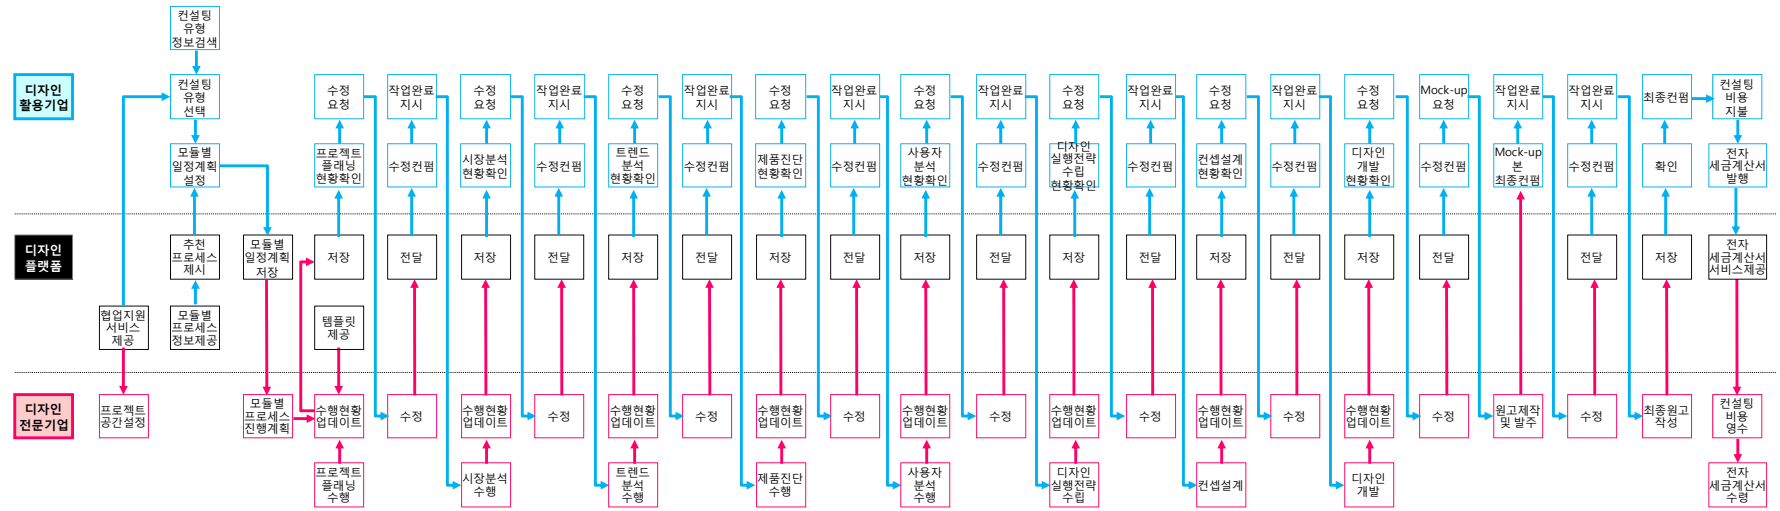 컨설팅
유형
정보검색
디자인
활용기업
컨설팅
유형
선택
수정
요청
작업완료
지시
수정
요청
작업완료
지시
수정
요청
작업완료
지시
수정
요청
작업완료
지시
수정
요청
작업완료
지시
수정
요청
작업완료
지시
수정
요청
작업완료
지시
수정
요청
Mock-up
요청
작업완료
지시
작업완료
지시
최종컨펌
컨설팅
비용
지불
모듈별
일정계획
설정
프로젝트
플래닝
현황확인
수정컨펌
시장분석
현황확인
수정컨펌
트렌드
분석
현황확인
수정컨펌
제품진단
현황확인
수정컨펌
사용자
분석
현황확인
수정컨펌
디자인
실행전략
수립
현황확인
수정컨펌
컨셉설계
현황확인
수정컨펌
디자인
개발
현황확인
수정컨펌
Mock-up
본
최종컨펌
수정컨펌
확인
전자
세금계산서
발행
디자인
플랫폼
추천
프로세스
제시
모듈별
일정계획
저장
저장
전달
저장
전달
저장
전달
저장
전달
저장
전달
저장
전달
저장
전달
저장
전달
전달
저장
전자
세금계산서
서비스제공
협업지원
서비스
제공
모듈별
프로세스
정보제공
템플릿
제공
디자인
전문기업
프로젝트
공간설정
모듈별
프로세스
진행계획
수행현황
업데이트
수정
수행현황
업데이트
수정
수행현황
업데이트
수정
수행현황
업데이트
수정
수행현황
업데이트
수정
수행현황
업데이트
수정
수행현황
업데이트
수정
수행현황
업데이트
수정
원고제작
및 발주
수정
최종원고
작성
컨설팅
비용
영수
프로젝트
플래닝
수행
시장분석
수행
트렌드
분석
수행
제품진단
수행
사용자
분석
수행
디자인
실행전략
수립
컨셉설계
디자인
개발
전자
세금계산서
수령